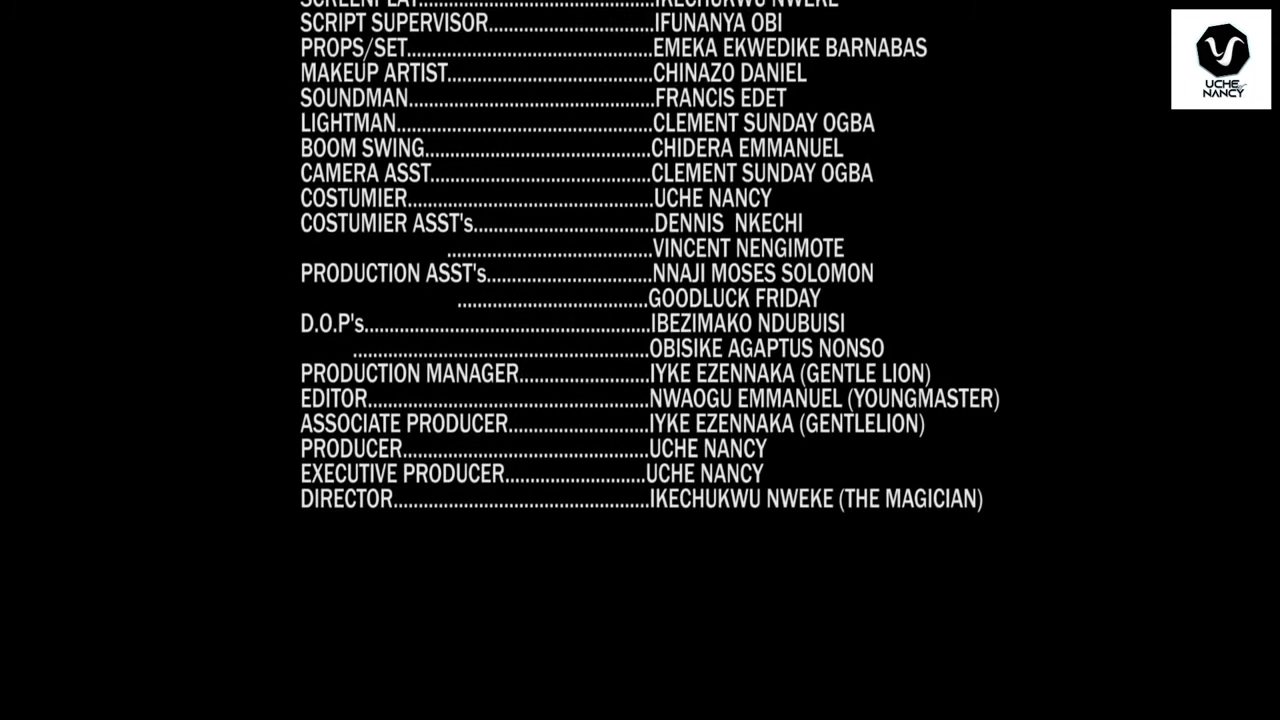 SCREENPLAY....................................................IKECHUKWU NWEKE
SCRIPT SUPERVISOR.................................IFUNANYA OBI
PROPS/SET.................................................EMEKA EKWEDIKE BARNABAS
MAKEUP ARTIST.........................................CHINAZO DANIEL
SOUNDMAN.................................................FRANCIS EDET
LIGHTMAN...................................................CLEMENT SUNDAY OGBA
BOOM SWING.............................................CHIDERA EMMANUEL
CAMERA ASST............................................CLEMENT SUNDAY OGBA
COSTUMIER.................................................UCHE NANCY
COSTUMIER ASST's....................................DENNIS  NKECHI
.........................................VINCENT NENGIMOTE
PRODUCTION ASST's.................................NNAJI MOSES SOLOMON
......................................GOODLUCK FRIDAY
D.O.P's.........................................................IBEZIMAKO NDUBUISI
...........................................................OBISIKE AGAPTUS NONSO
PRODUCTION MANAGER..........................IYKE EZENNAKA (GENTLE LION)
EDITOR........................................................NWAOGU EMMANUEL (YOUNGMASTER)
ASSOCIATE PRODUCER............................IYKE EZENNAKA (GENTLELION)
PRODUCER.................................................UCHE NANCY
EXECUTIVE PRODUCER............................UCHE NANCY
DIRECTOR...................................................IKECHUKWU NWEKE (THE MAGICIAN)
UCHE
NANCY